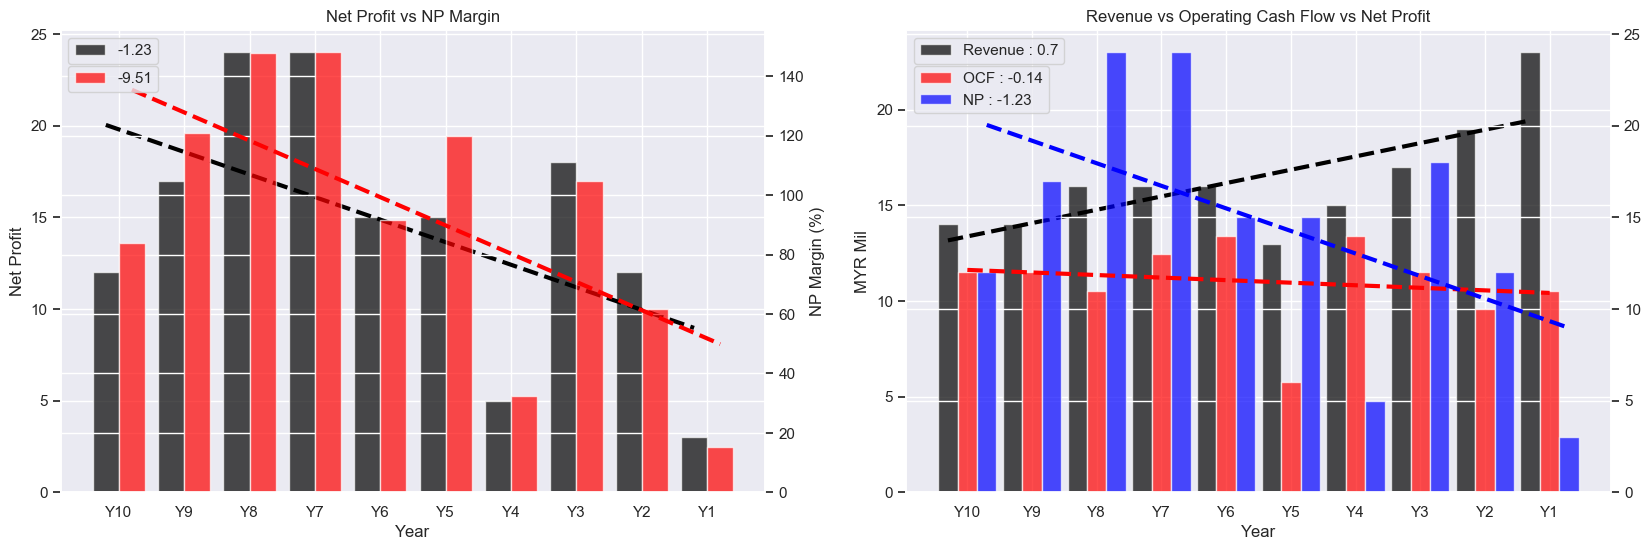 Net Profit vs NP Margin
-1.23
-9.51
Net Profit
25
20
15
10
5
0
NP Margin (%)
140
120
100
80
60
40
20
0
Y10 Y9 Y8 Y7 Y6 Y5 Y4 Y3 Y2 Y1
Year
Revenue vs Operating Cash Flow vs Net Profit
Revenue : 0.7
OCF : -0.14
NP : -1.23
MYR Mil
20
15
10
5
0
25
20
15
10
5
0
Y10 Y9 Y8 Y7 Y6 Y5 Y4 Y3 Y2 Y1
Year